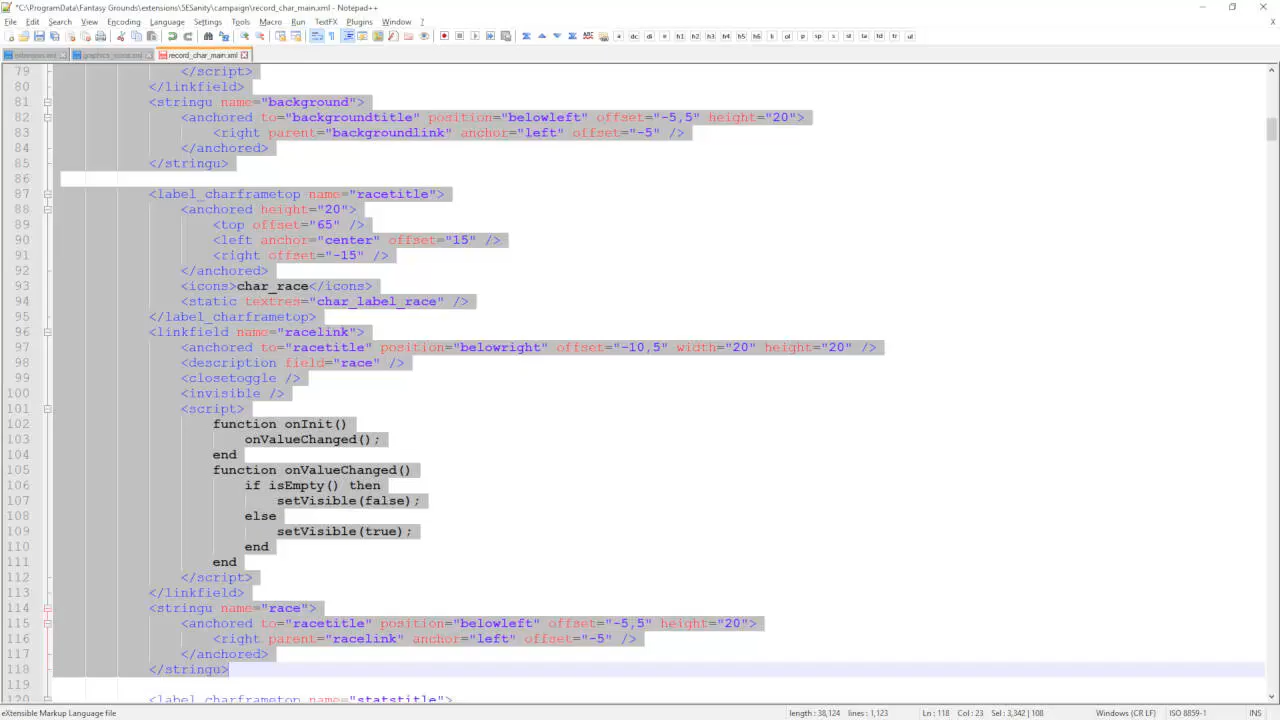 *C:\ProgramData\Fantasy Grounds\extensions\5ESanity\campaign\record_char_main.xml - Notepad++
File Edit Search View Encoding Language Settings Tools Macro Run TextFX Plugins Window ?
extension.xml record_char_main.xml
79 </script>
80 </linkfield>
81 <stringu name="background">
82 <anchored to="backgroundtitle" position="belowleft" offset="-5,5" height="20">
83 <right parent="backgroundlink" anchor="left" offset="-5" />
84 </anchored>
85 </stringu>
86
87 <label_charframetop name="racetitle">
88 <anchored height="20">
89 <top offset="65" />
90 <left anchor="center" offset="15" />
91 <right offset="-15" />
92 </anchored>
93 <icons>char_race</icons>
94 <static textres="char_label_race" />
95 </label_charframetop>
96 <linkfield name="racelink">
97 <anchored to="racetitle" position="belowright" offset="-10,5" width="20" height="20" />
98 <description field="race" />
99 <closetoggle />
100 <invisible />
101 <script>
102 function onInit()
103 onValueChanged();
104 end
105 function onValueChanged()
106 if isEmpty() then
107 setVisible(false);
108 else
109 setVisible(true);
110 end
111 end
112 </script>
113 </linkfield>
114 <stringu name="race">
115 <anchored to="racetitle" position="belowleft" offset="-5,5" height="20">
116 <right parent="racelink" anchor="left" offset="-5" />
117 </anchored>
118 </stringu>
119
120 <label_charframetop name="statstitle">
eXtensible Markup Language file length : 38,124 lines : 1,123 Ln : 118 Col : 23 Sel : 3,342 | 108 Windows (CR LF) ISO 8859-1 INS